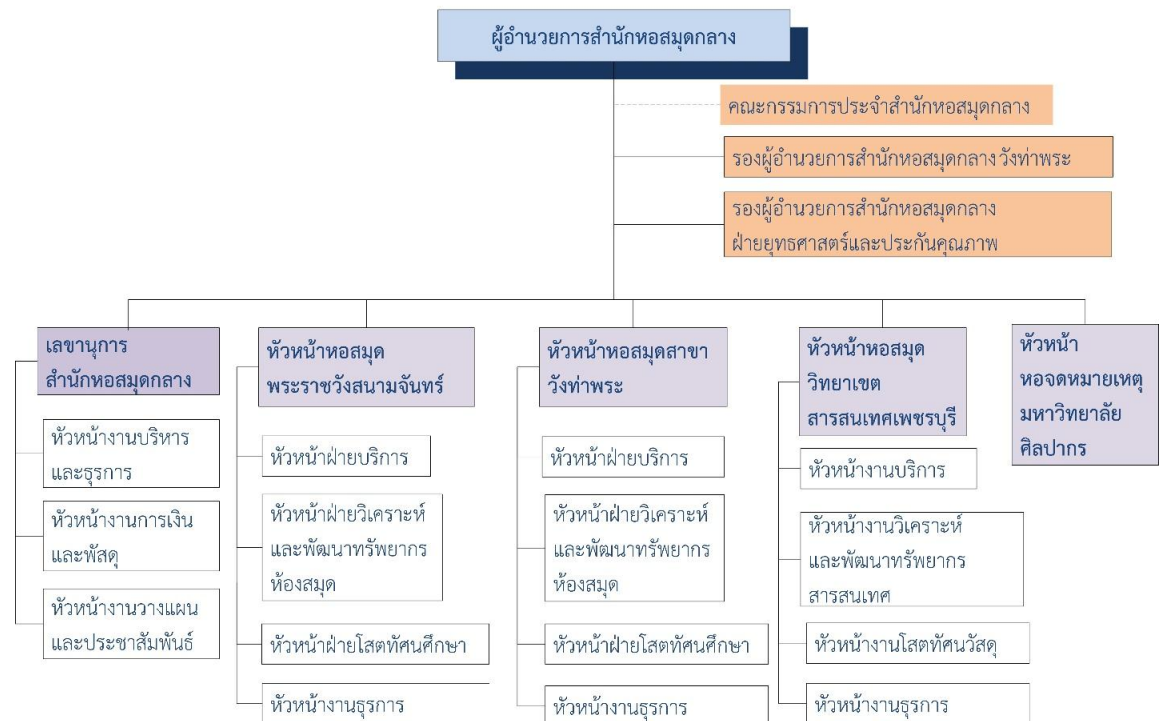 ผู้อำนวยการสำนักหอสมุดกลาง
คณะกรรมการประจำสำนักหอสมุดกลาง
รองผู้อำนวยการสำนักหอสมุดกลาง วังท่าพระ
รองผู้อำนวยการสำนักหอสมุดกลาง
ฝ่ายยุทธศาสตร์และประกันคุณภาพ
เลขานุการ
สำนักหอสมุดกลาง
หัวหน้างานบริหาร
และธุรการ
หัวหน้างานการเงิน
และพัสดุ
หัวหน้างานวางแผน
และประชาสัมพันธ์
หัวหน้าหอสมุด
พระราชวังสนามจันทร์
หัวหน้าฝ่ายบริการ
หัวหน้าฝ่ายวิเคราะห์
และพัฒนาทรัพยากร
ห้องสมุด
หัวหน้าฝ่ายโสตทัศนศึกษา
หัวหน้างานธุรการ
หัวหน้าหอสมุดสาขา
วังท่าพระ
หัวหน้าฝ่ายบริการ
หัวหน้าฝ่ายวิเคราะห์
และพัฒนาทรัพยากร
ห้องสมุด
หัวหน้าฝ่ายโสตทัศนศึกษา
หัวหน้างานธุรการ
หัวหน้าหอสมุด
วิทยาเขต
สารสนเทศเพชรบุรี
หัวหน้างานบริการ
หัวหน้างานวิเคราะห์
และพัฒนาทรัพยากร
สารสนเทศ
หัวหน้างานโสตทัศนวัสดุ
หัวหน้างานธุรการ
หัวหน้า
หอจดหมายเหตุ
มหาวิทยาลัย
ศิลปากร